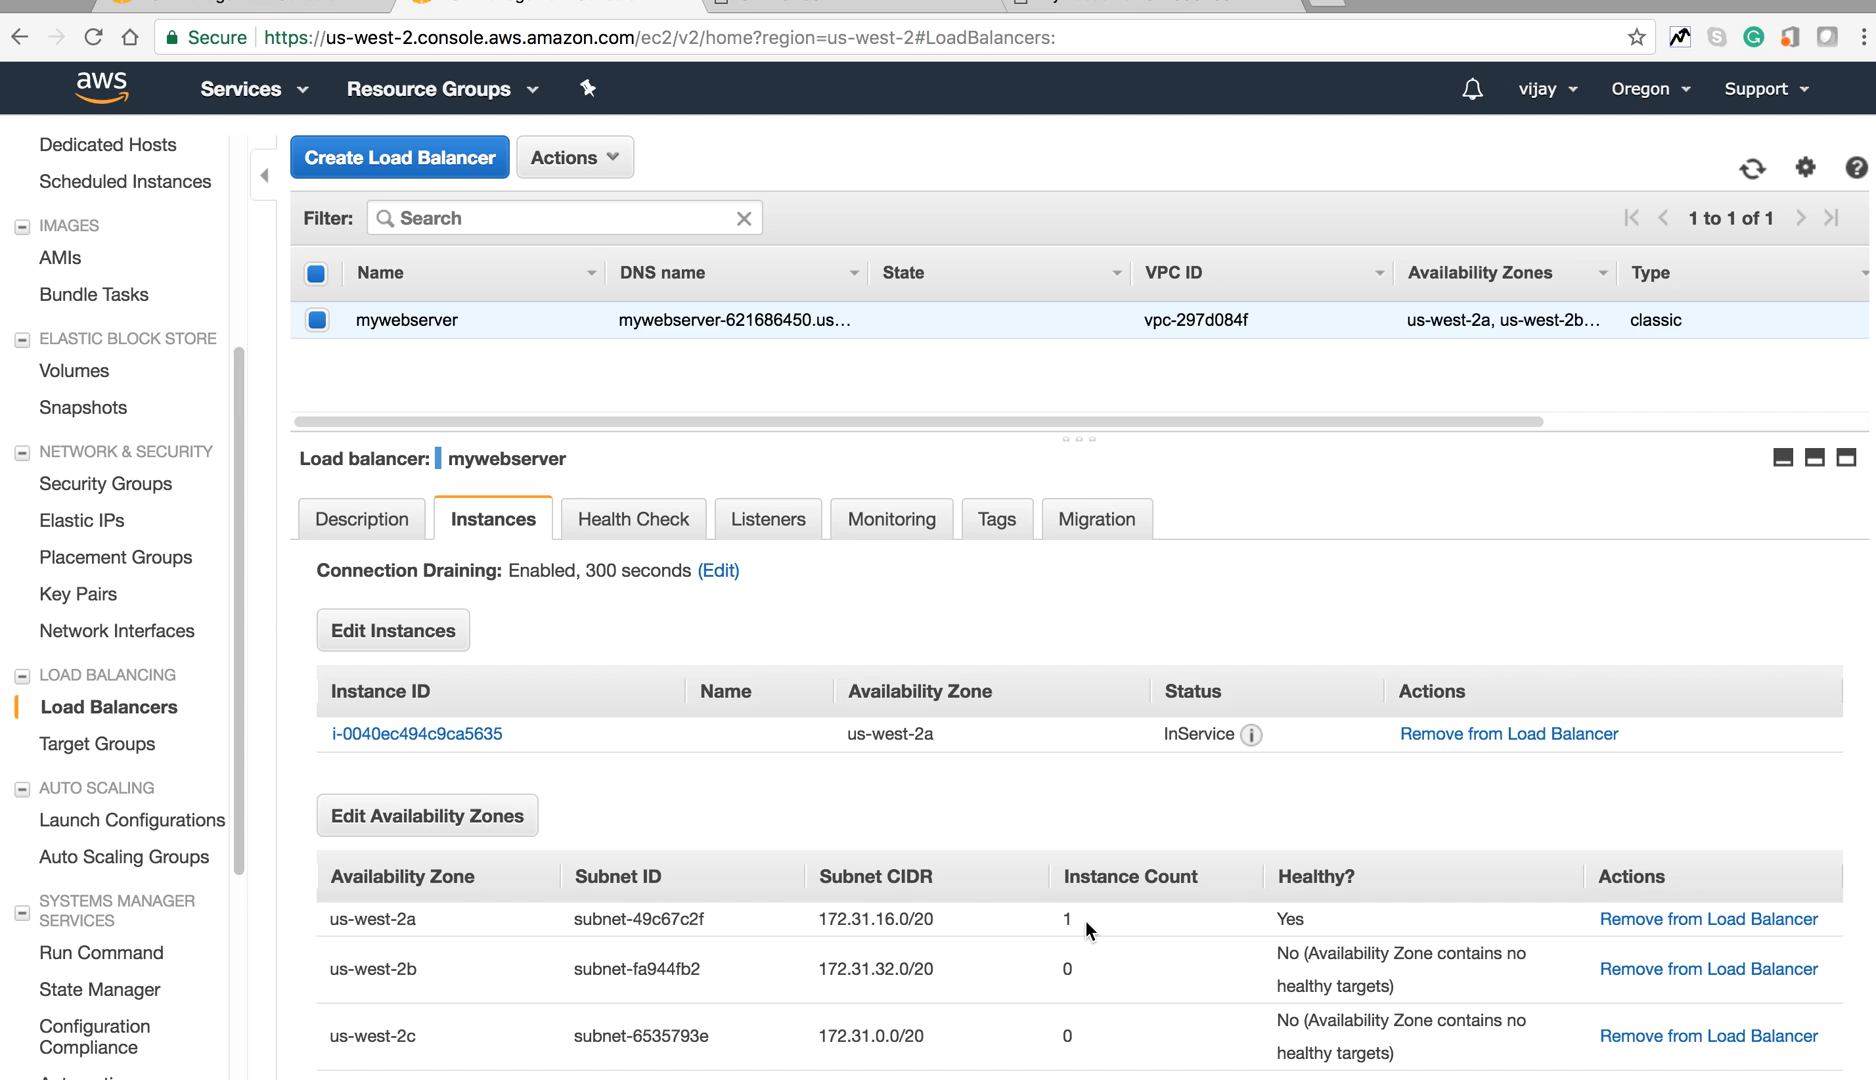 Secure https://us-west-2.console.aws.amazon.com/ec2/v2/home?region=us-west-2#LoadBalancers:
aws Services Resource Groups vijay Oregon Support
Dedicated Hosts
Scheduled Instances
IMAGES
AMIs
Bundle Tasks
ELASTIC BLOCK STORE
Volumes
Snapshots
NETWORK & SECURITY
Security Groups
Elastic IPs
Placement Groups
Key Pairs
Network Interfaces
LOAD BALANCING
Load Balancers
Target Groups
AUTO SCALING
Launch Configurations
Auto Scaling Groups
SYSTEMS MANAGER
SERVICES
Run Command
State Manager
Configuration
Compliance
Create Load Balancer Actions
Filter: Search 1 to 1 of 1
Name DNS name State VPC ID Availability Zones Type
mywebserver mywebserver-621686450.us... vpc-297d084f us-west-2a, us-west-2b... classic
Load balancer: mywebserver
Description Instances Health Check Listeners Monitoring Tags Migration
Connection Draining: Enabled, 300 seconds (Edit)
Edit Instances
Instance ID Name Availability Zone Status Actions
i-0040ec494c9ca5635 us-west-2a InService Remove from Load Balancer
Edit Availability Zones
Availability Zone Subnet ID Subnet CIDR Instance Count Healthy? Actions
us-west-2a subnet-49c67c2f 172.31.16.0/20 1 Yes Remove from Load Balancer
us-west-2b subnet-fa944fb2 172.31.32.0/20 0 No (Availability Zone contains no healthy targets) Remove from Load Balancer
us-west-2c subnet-6535793e 172.31.0.0/20 0 No (Availability Zone contains no healthy targets) Remove from Load Balancer